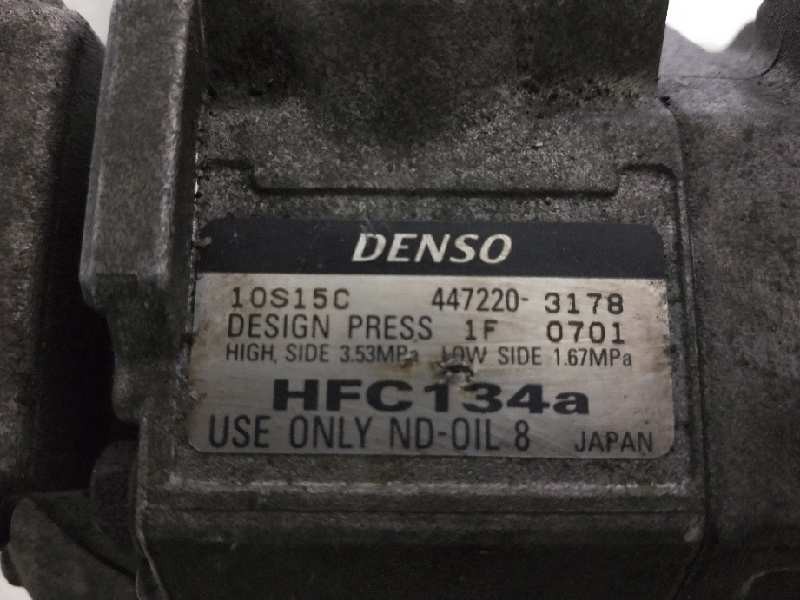 DENSO
10S15C 447220- 3178
DESIGN PRESS 1F 0701
HIGH, SIDE 3.53MPa LOW SIDE 1.67MPa
HFC134a
USE ONLY ND-OIL 8 JAPAN